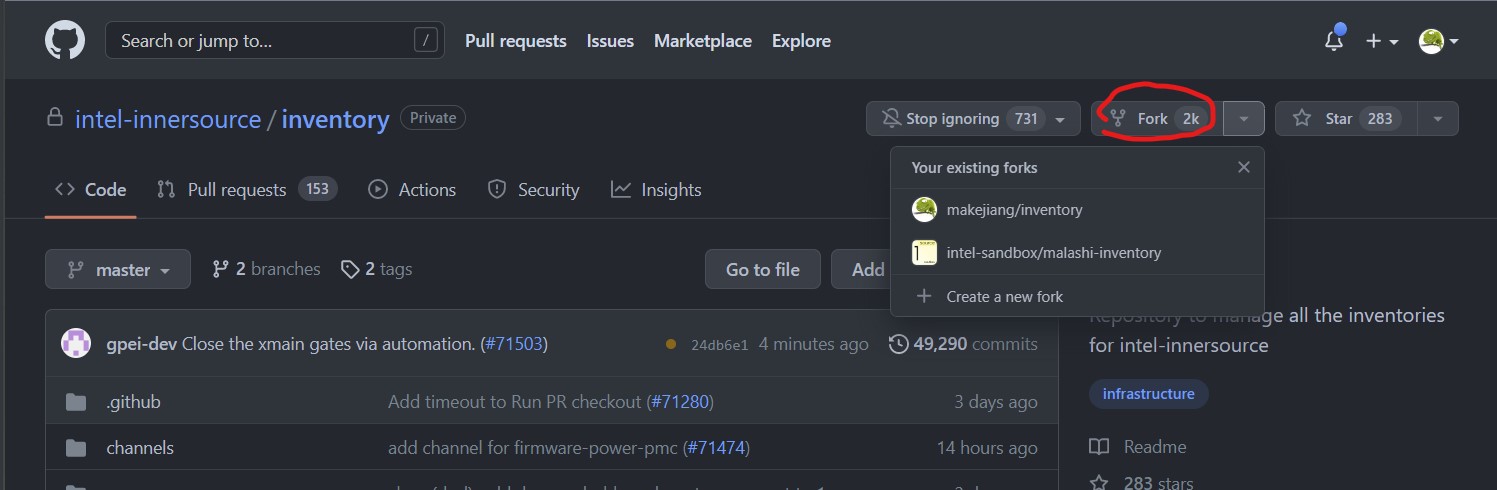 Search or jump to... / Pull requests Issues Marketplace Explore
intel-innersource / inventory Private Stop ignoring 731 Fork 2k Star 283
Your existing forks
Code Pull requests 153 Actions Security Insights
makejiang/inventory
intel-sandbox/malashi-inventory
master 2 branches 2 tags Go to file Add
Create a new fork
Repository to manage all the inventories
for intel-innersource
gpei-dev Close the xmain gates via automation. (#71503) 24db6e1 4 minutes ago 49,290 commits
infrastructure
.github Add timeout to Run PR checkout (#71280) 3 days ago
channels add channel for firmware-power-pmc (#71474) 14 hours ago
Readme
283 stars